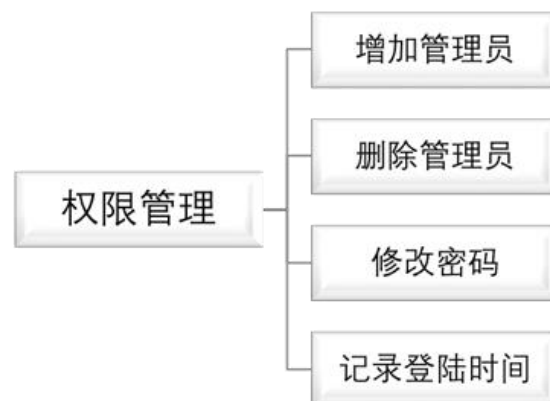 增加管理员
删除管理员
权限管理
修改密码
记录登陆时间